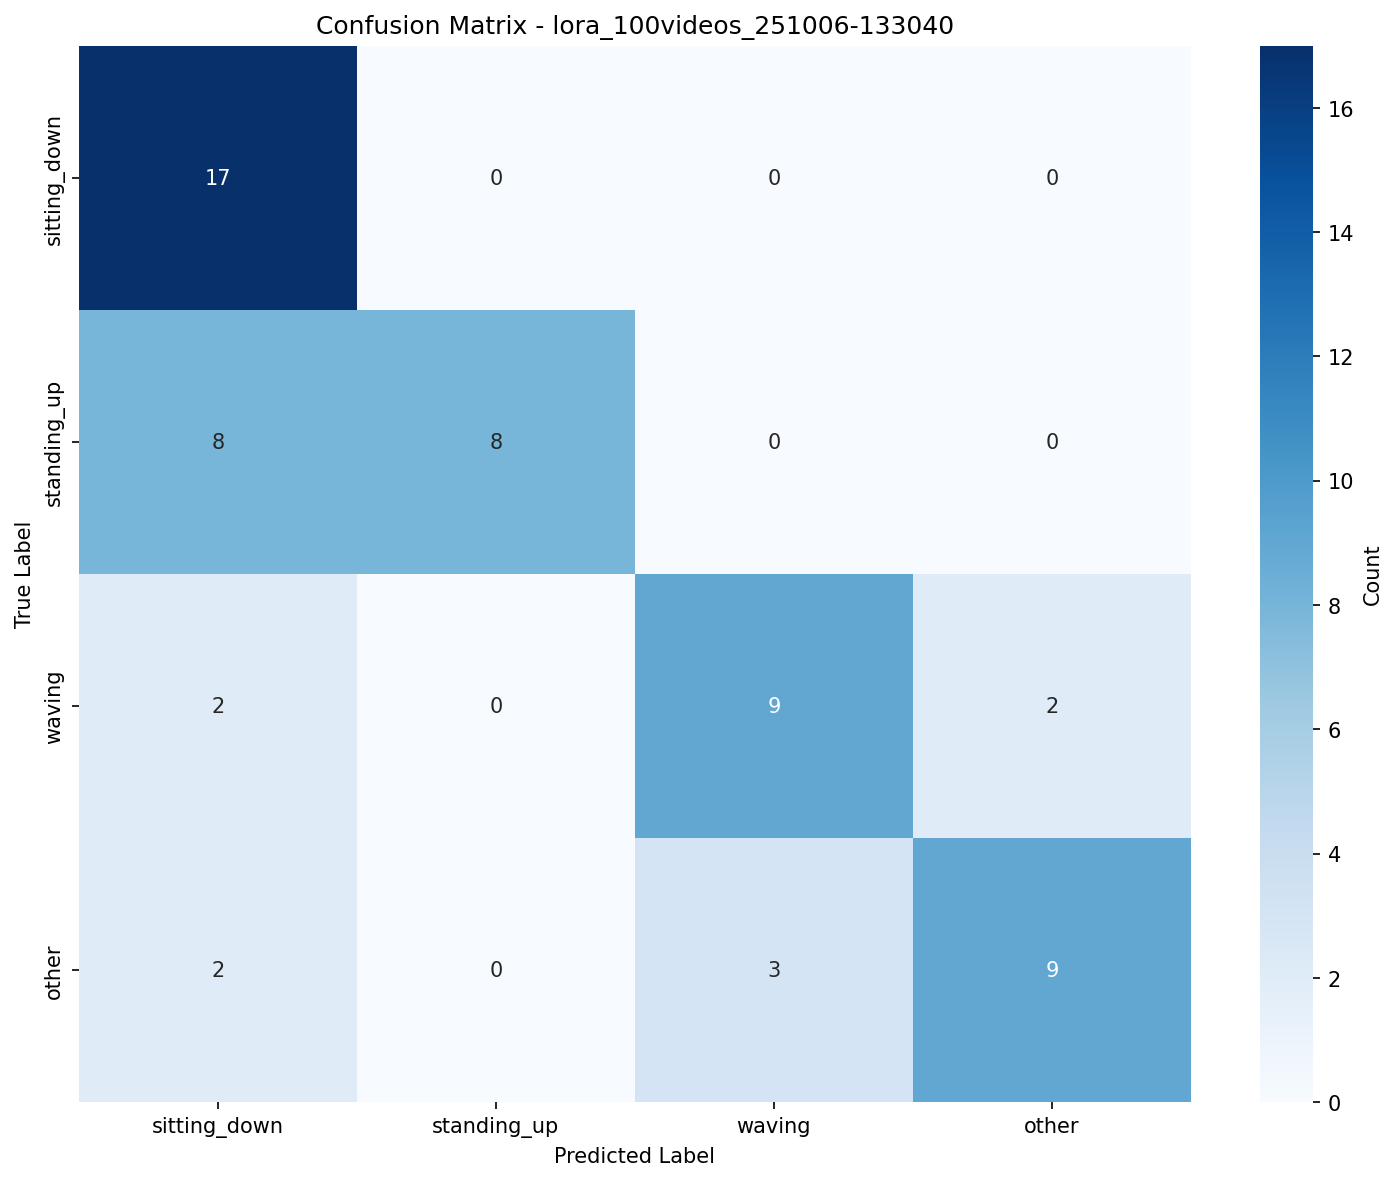 Confusion Matrix - lora_100videos_251006-133040
sitting_down 17 0 0 0
standing_up 8 8 0 0
waving 2 0 9 2
other 2 0 3 9
sitting_down standing_up waving other
Predicted Label
True Label
16
14
12
10
8
6
4
2
0
Count